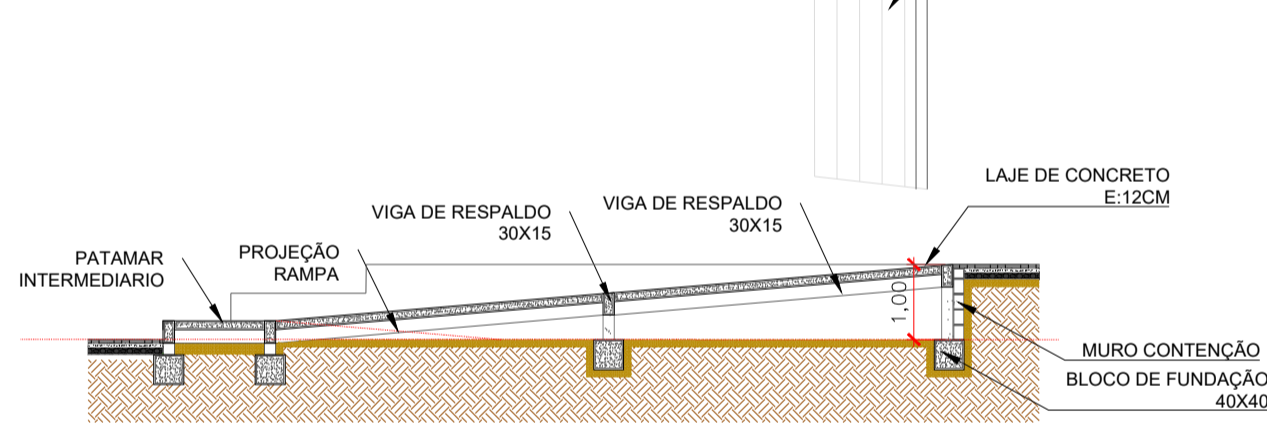 LAJE DE CONCRETO
E:12CM
VIGA DE RESPALDO
30X15
VIGA DE RESPALDO
30X15
PATAMAR
INTERMEDIARIO
PROJEÇÃO
RAMPA
1,00
MURO CONTENÇÃO
BLOCO DE FUNDAÇÃO
40X40